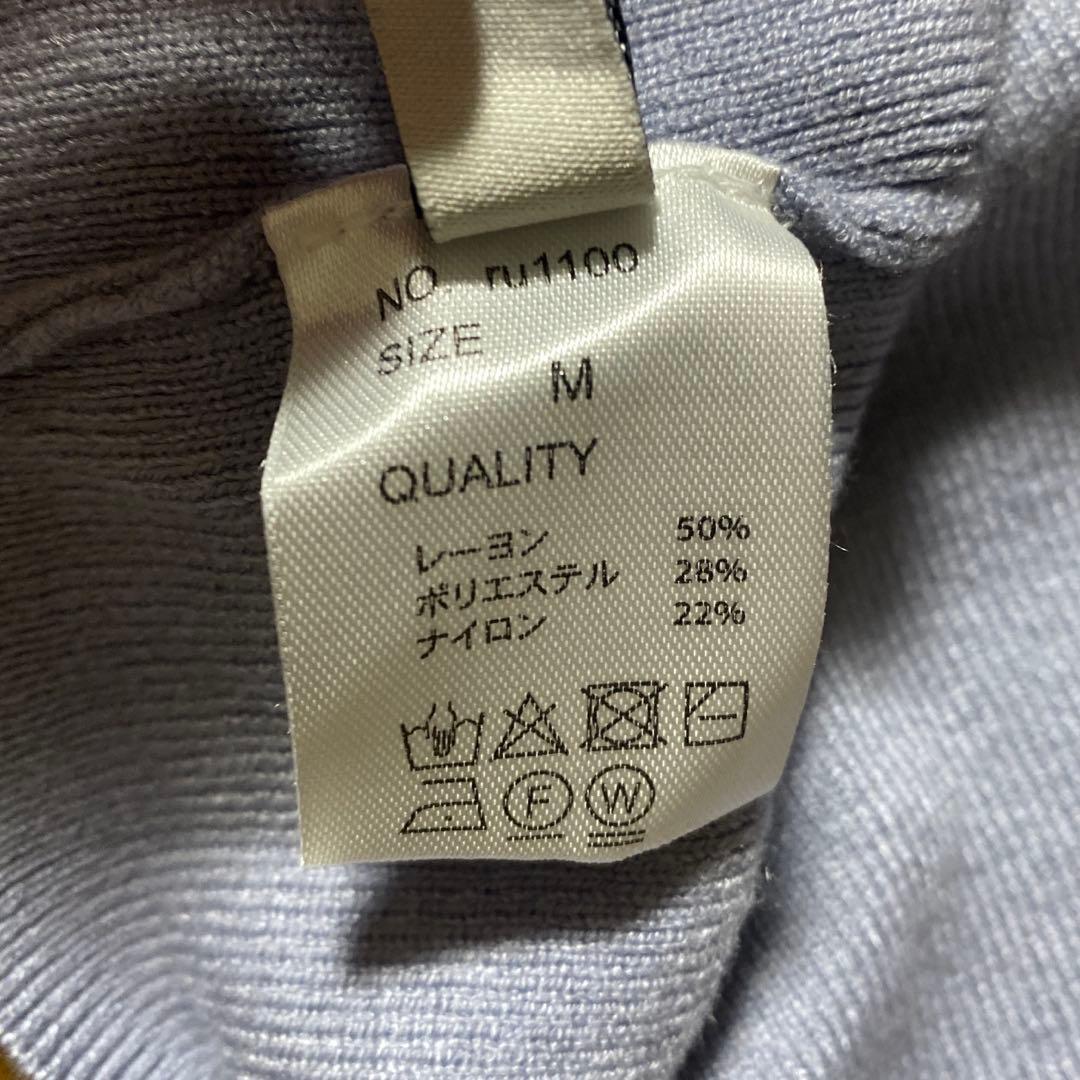 NO ru1100
SIZE
M
QUALITY
レーヨン 50%
ポリエステル 28%
ナイロン 22%
F W